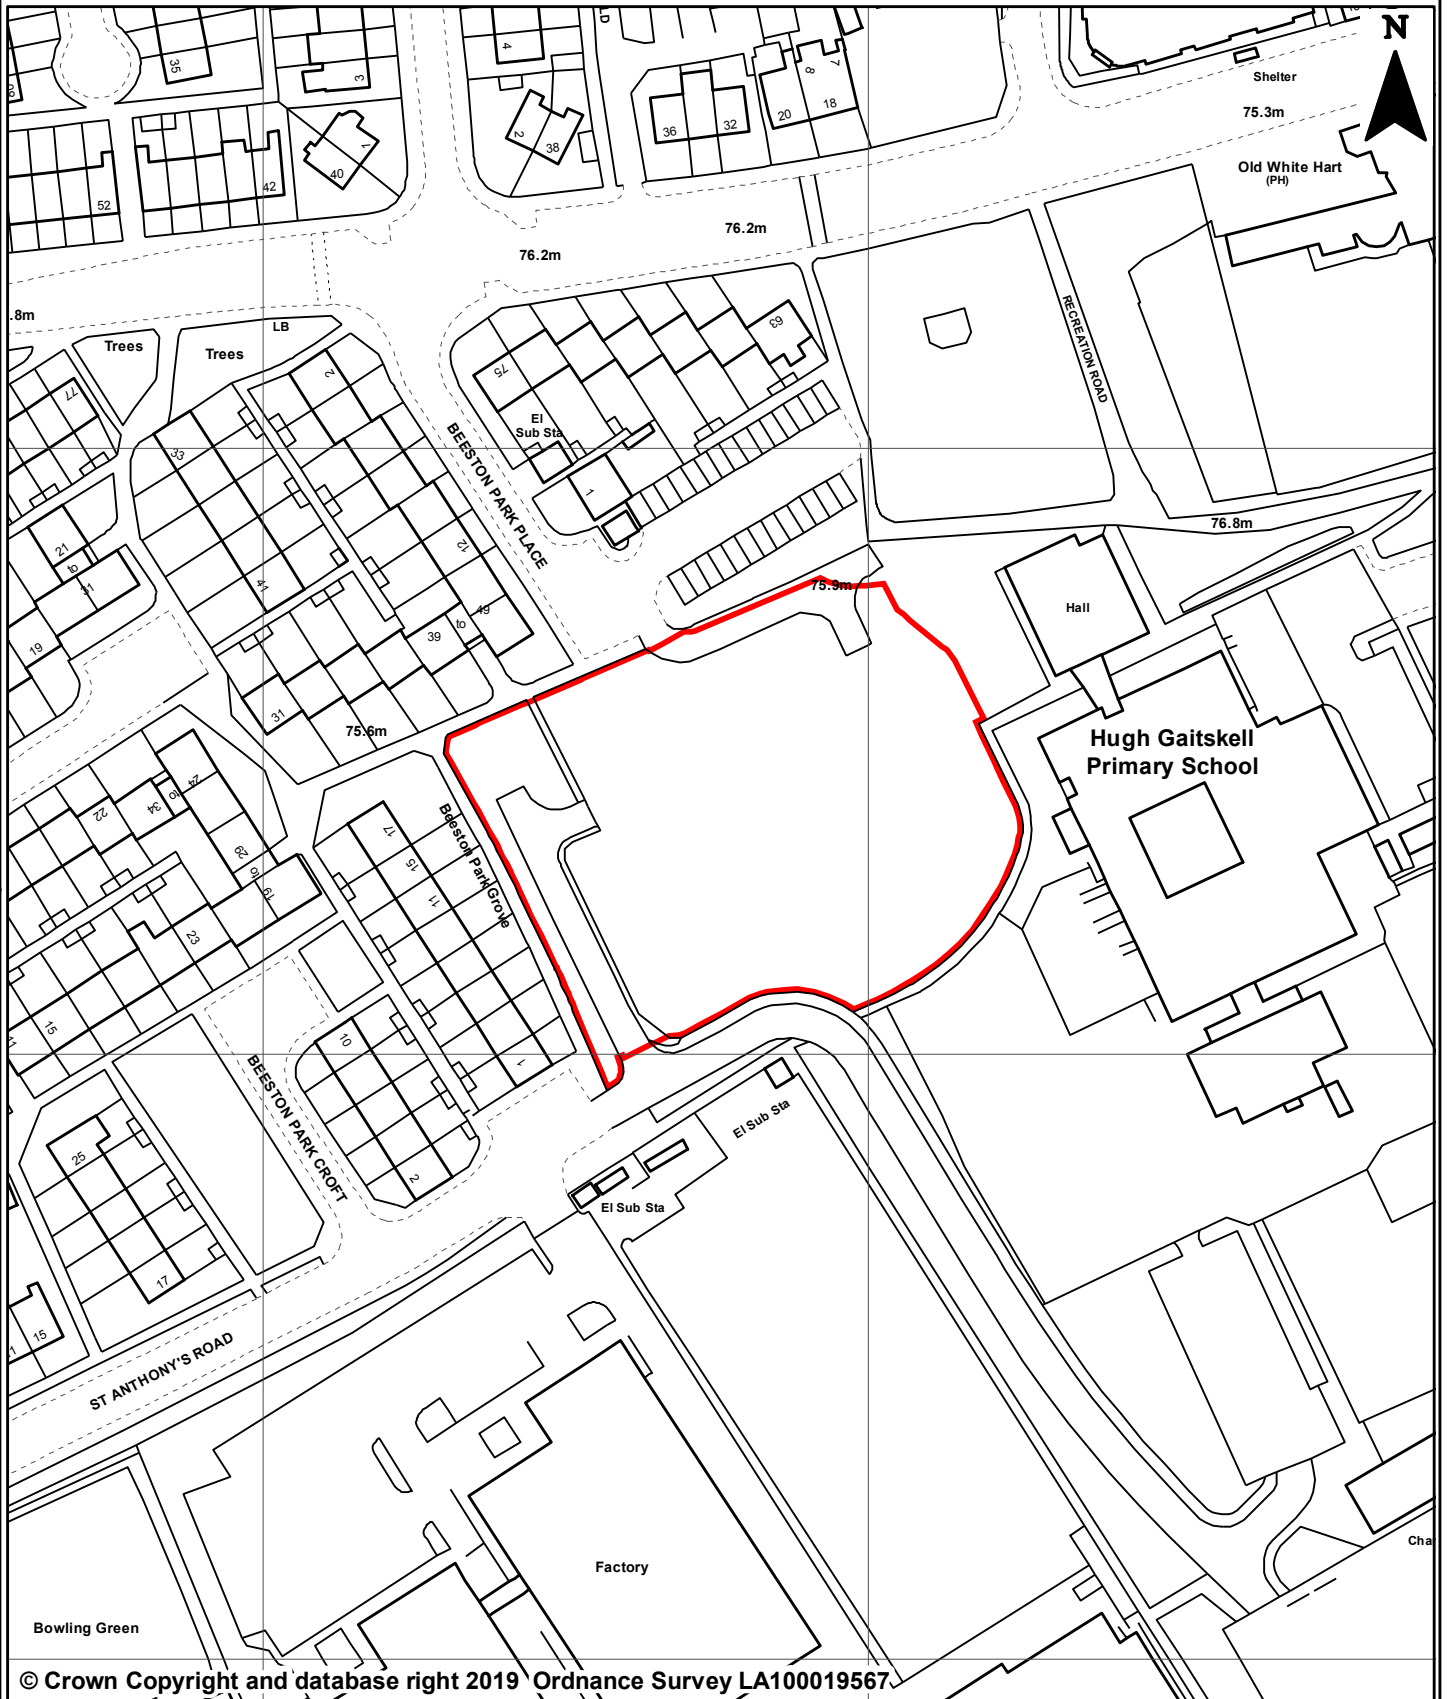 N
35
3
4
LD
7
8
20
18
36
32
2
38
7
40
42
52
Shelter
75.3m
Old White Hart
(PH)
76.2m
76.2m
.8m
LB
Trees
Trees
RECREATION ROAD
63
75
El
Sub Sta
1
BEESTON PARK PLACE
77
33
2
12
41
21
to
31
19
49
to
39
31
75.6m
76.8m
75.9m
Hall
Hugh Gaitskell
Primary School
24
to
34
22
29
to
19
23
15
11
17
15
11
1
Beeston Park Grove
10
2
BEESTON PARK CROFT
25
17
15
El Sub Sta
El Sub Sta
ST ANTHONY'S ROAD
Factory
Bowling Green
Cha
© Crown Copyright and database right 2019 Ordnance Survey LA100019567